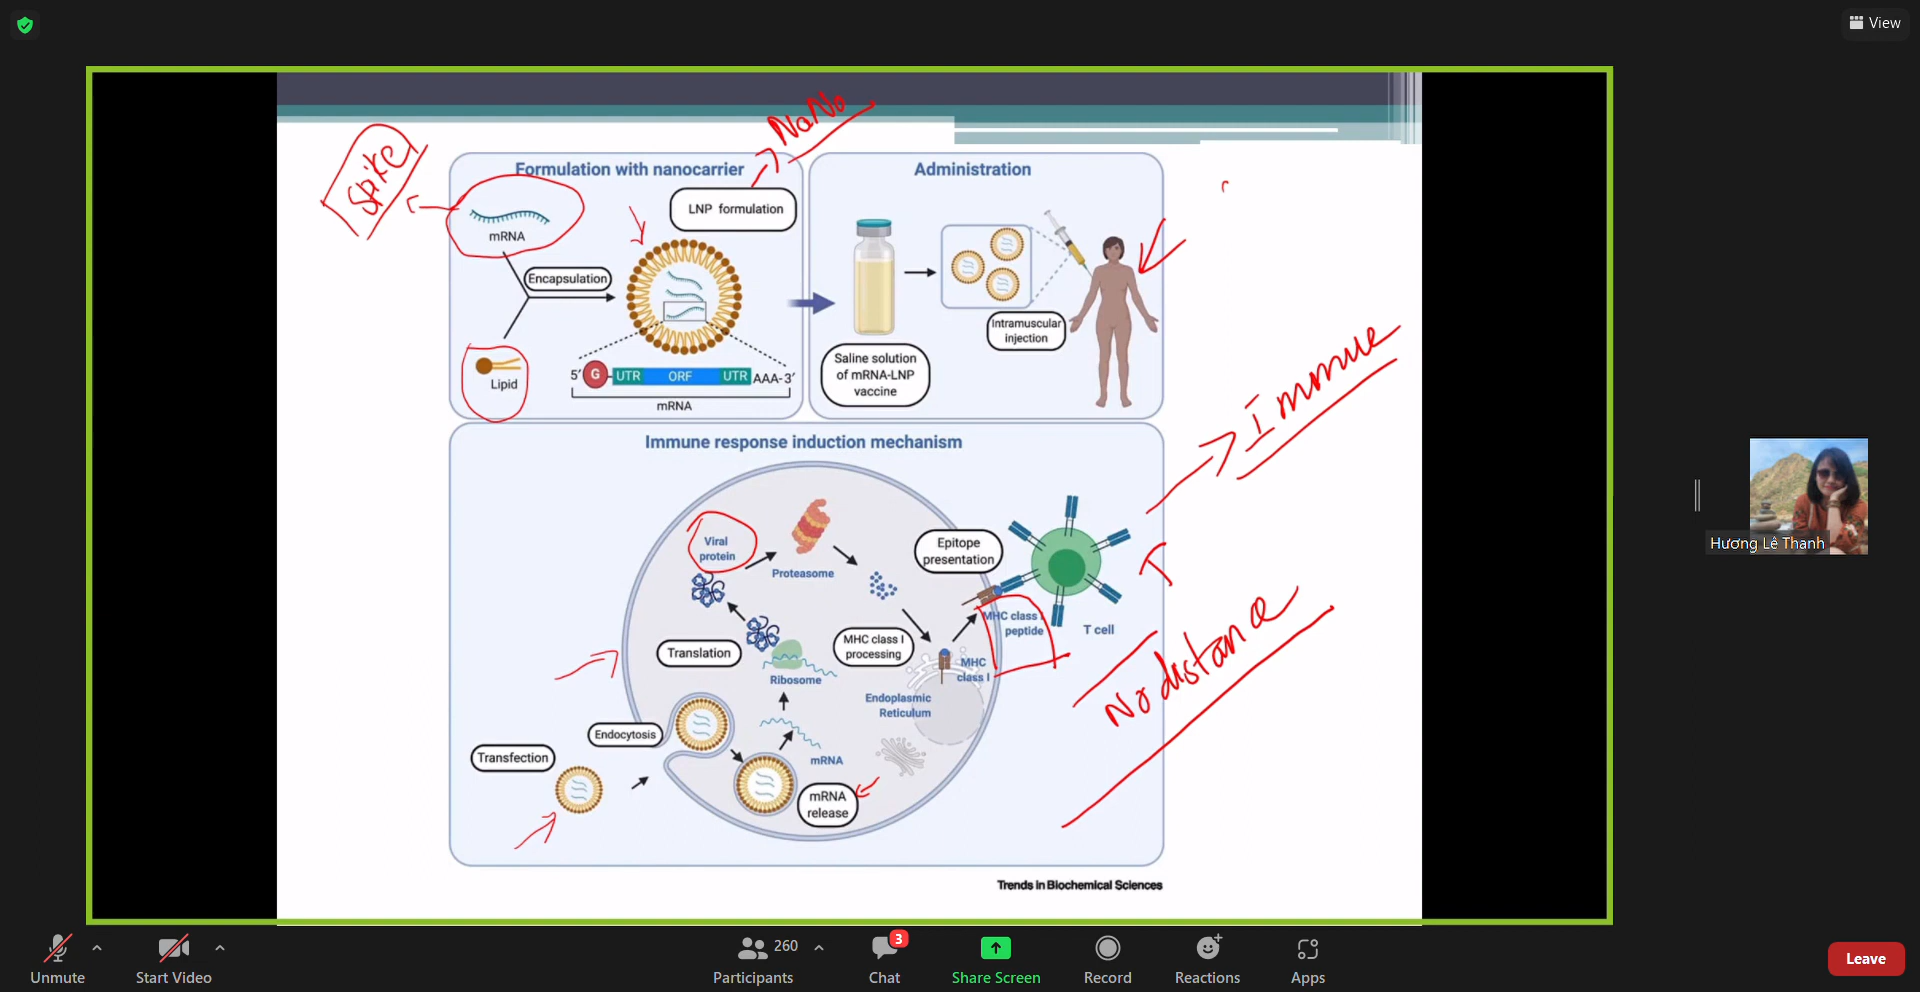 View
NaNo
Spike
Formulation with nanocarrier
LNP formulation
mRNA
Encapsulation
Lipid
5′ G UTR ORF UTR AAA-3′
mRNA
Administration
Intramuscular
injection
Saline solution
of mRNA-LNP
vaccine
Immue
Immune response induction mechanism
Viral
protein
Proteasome
Epitope
presentation
MHC class I
peptide
T cell
T
No distance
Translation
Ribosome
MHC class I
processing
MHC
class I
Endoplasmic
Reticulum
Endocytosis
Transfection
mRNA
mRNA
release
Trends in Biochemical Sciences
Hương Lê Thanh
Unmute
Start Video
260
Participants
3
Chat
Share Screen
Record
Reactions
Apps
Leave